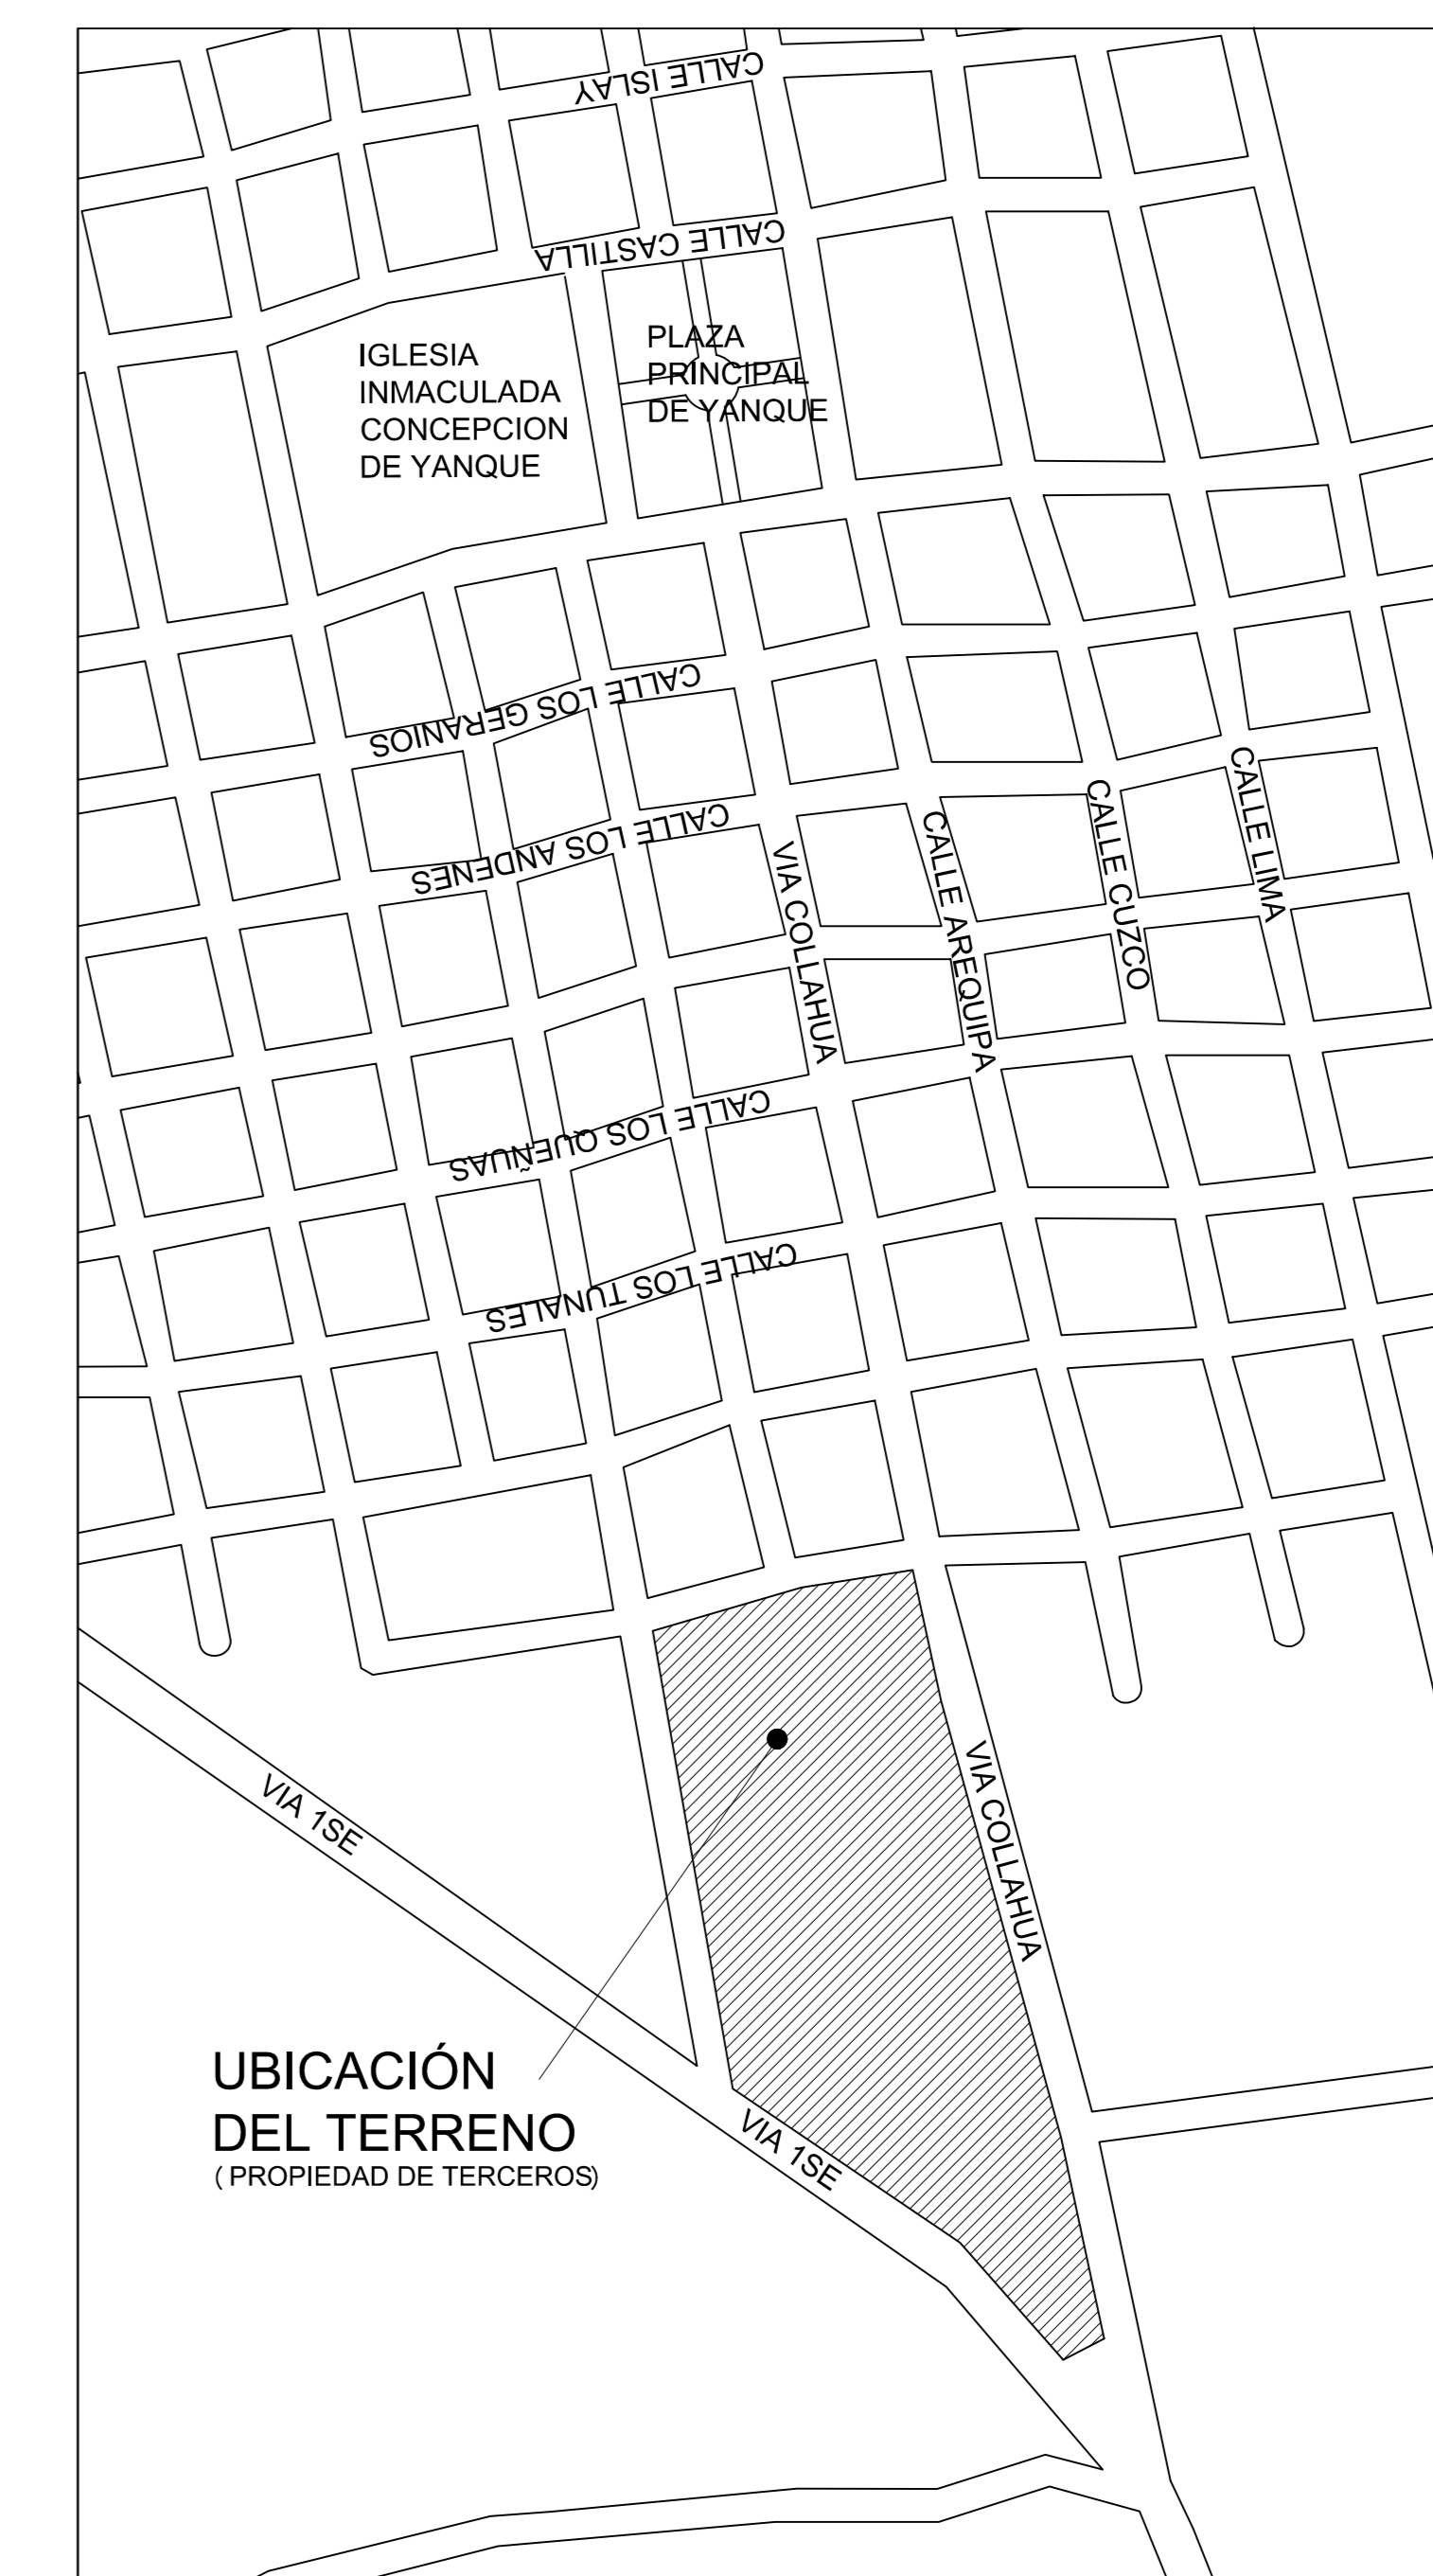 CALLE ISLAY
CALLE CASTILLA
IGLESIA
INMACULADA
CONCEPCION
DE YANQUE
PLAZA
PRINCIPAL
DE YANQUE
CALLE LOS GERANIOS
CALLE LOS ANDENES
VIA COLLAHUA
CALLE AREQUIPA
CALLE CUZCO
CALLE LIMA
CALLE LOS QUEÑUAS
CALLE LOS TUNALES
VIA 1SE
VIA COLLAHUA
UBICACIÓN
DEL TERRENO
( PROPIEDAD DE TERCEROS)
VIA 1SE